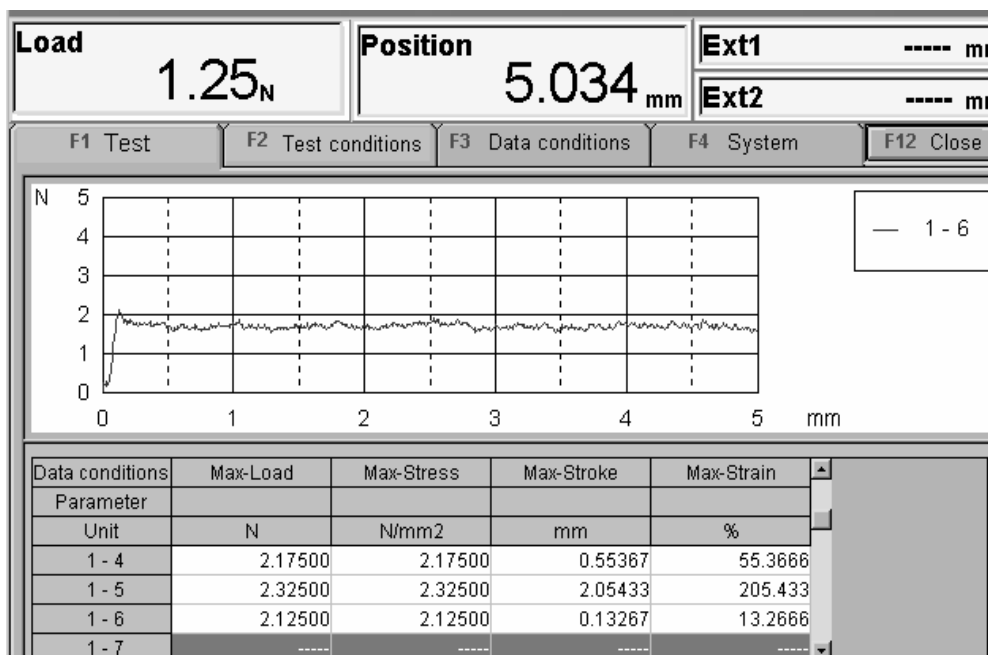 Load
1.25 N
Position
5.034 mm
Ext1 -----
Ext2 -----
F1 Test
F2 Test conditions
F3 Data conditions
F4 System
F12 Close
N
5
4
3
2
1
0
0 1 2 3 4 5 mm
— 1 - 6
Data conditions Max-Load Max-Stress Max-Stroke Max-Strain
Parameter
Unit N N/mm2 mm %
1 - 4 2.17500 2.17500 0.55367 55.3666
1 - 5 2.32500 2.32500 2.05433 205.433
1 - 6 2.12500 2.12500 0.13267 13.2666
1 - 7 ----- ----- ----- -----